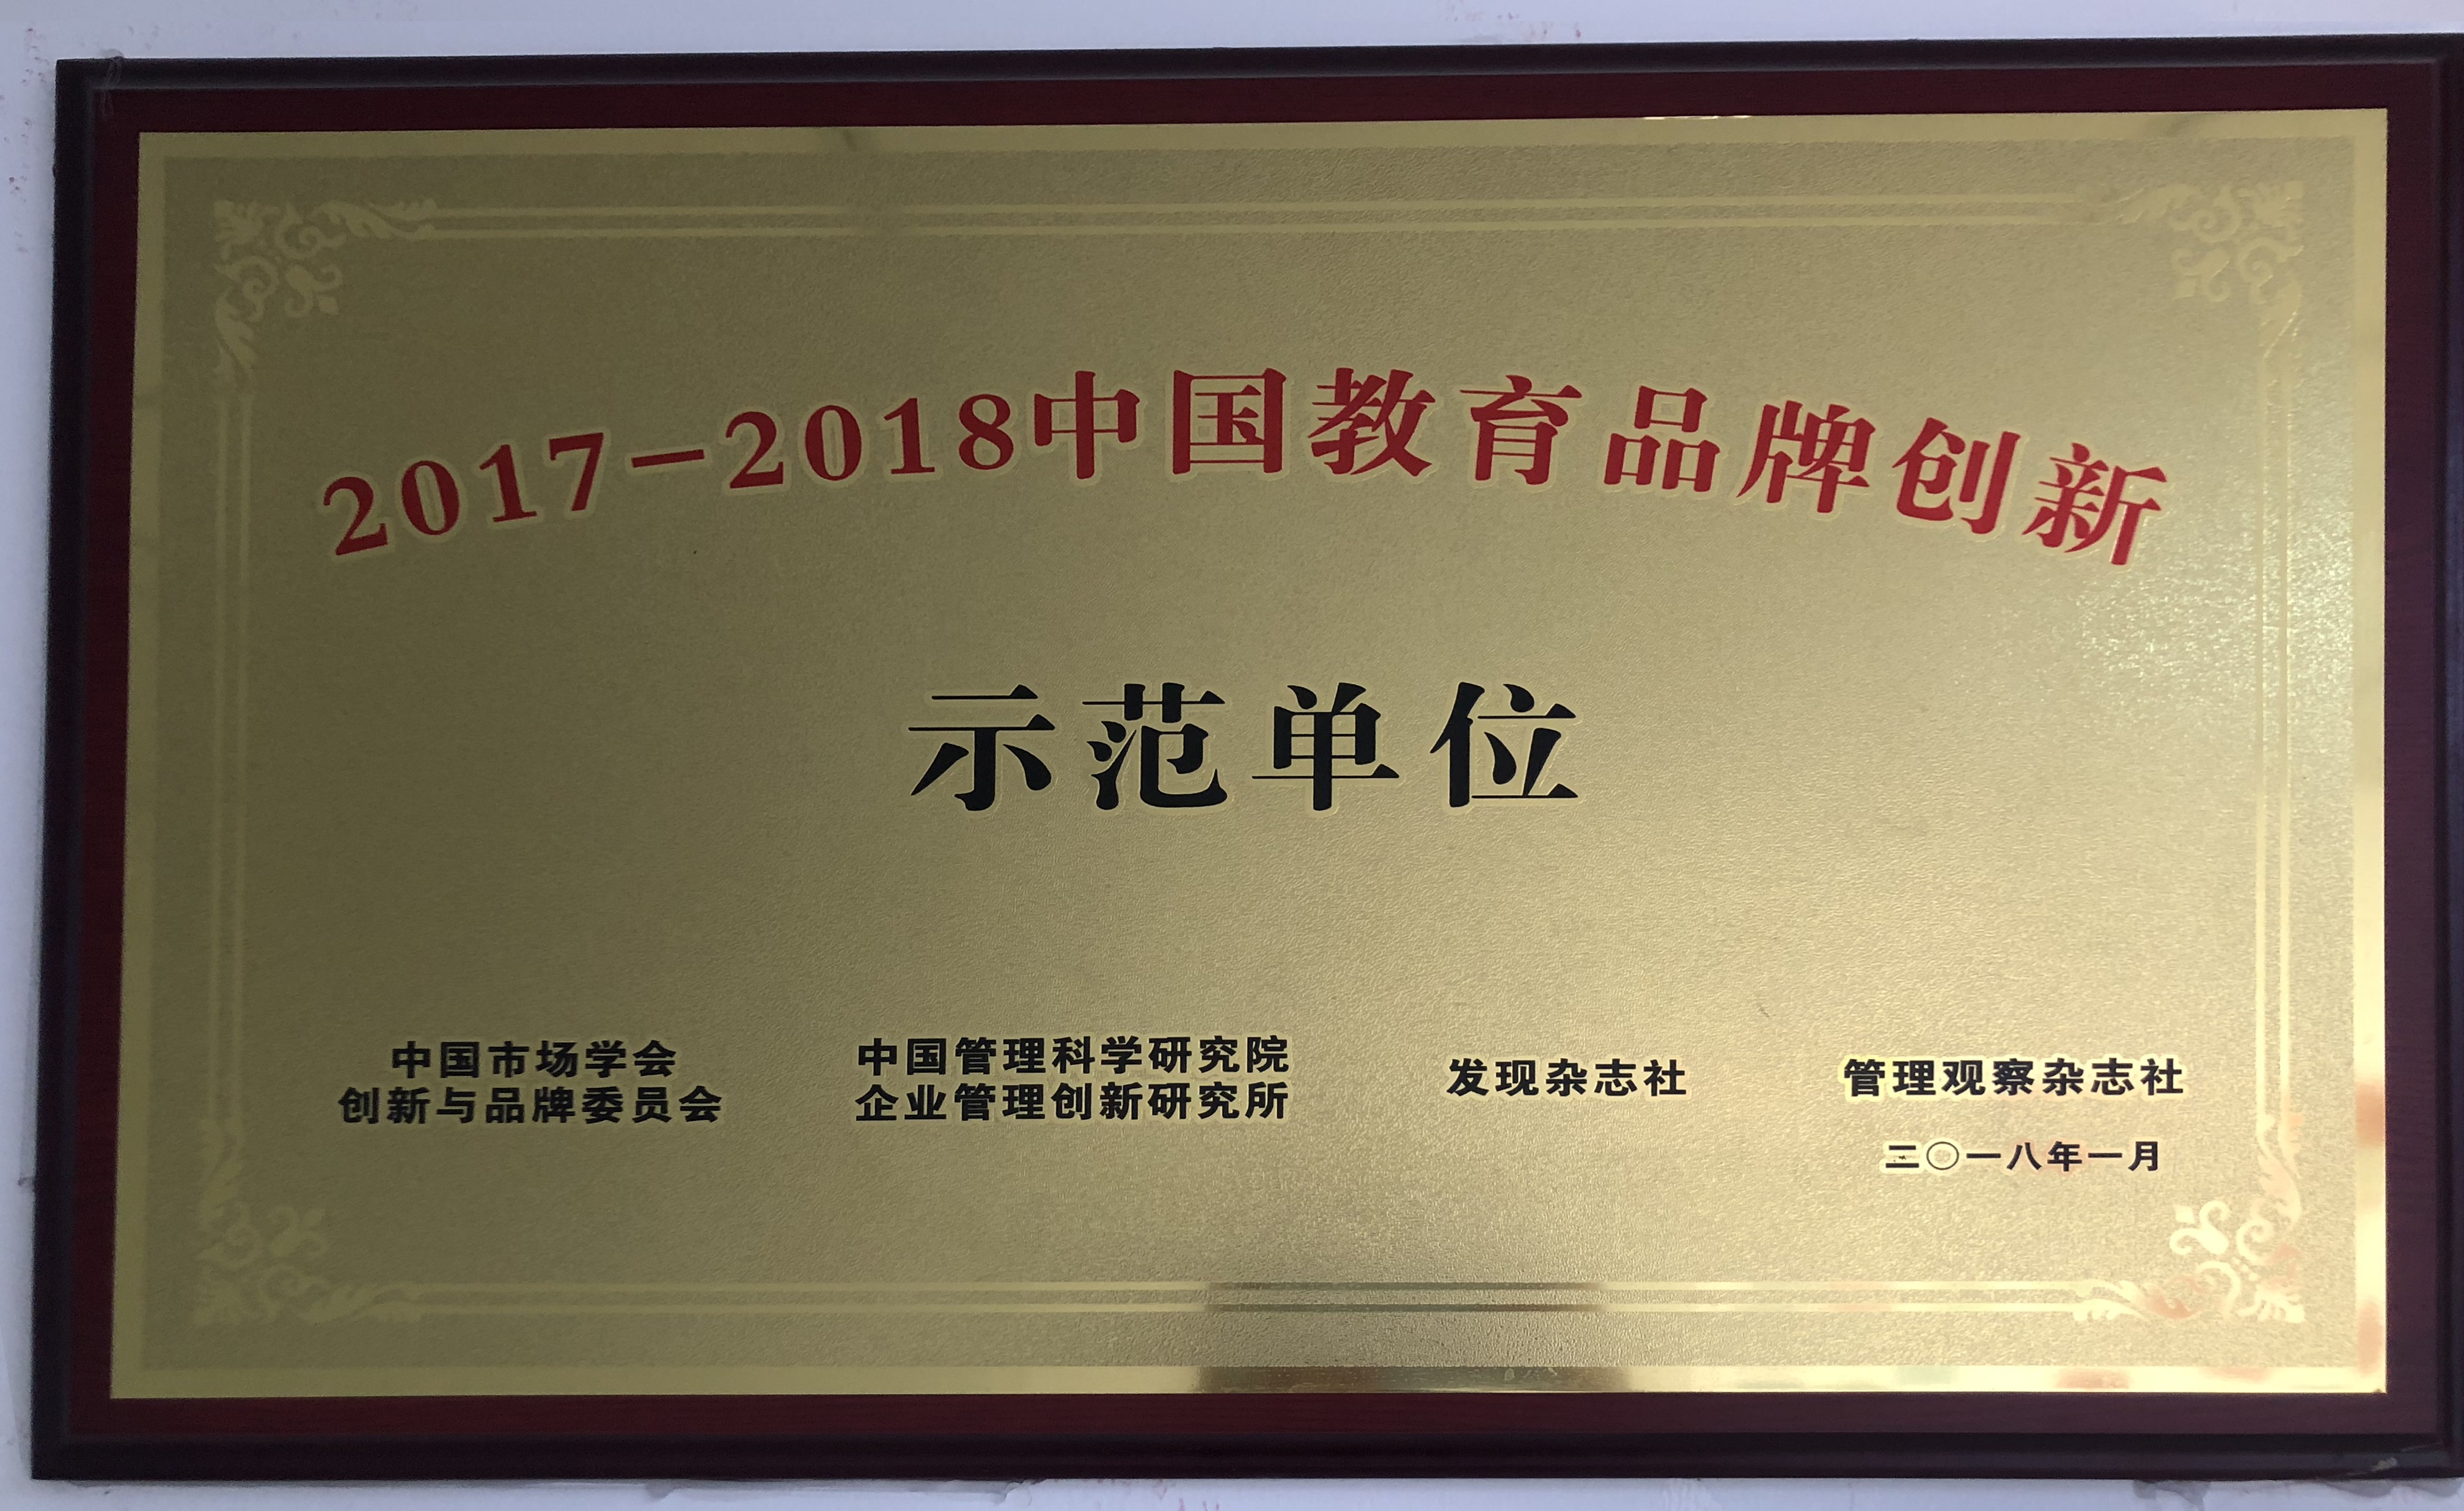 2017-2018中国教育品牌创新
示范单位
中国市场学会
创新与品牌委员会
中国管理科学研究院
企业管理创新研究所
发现杂志社
管理观察杂志社
二〇一八年一月